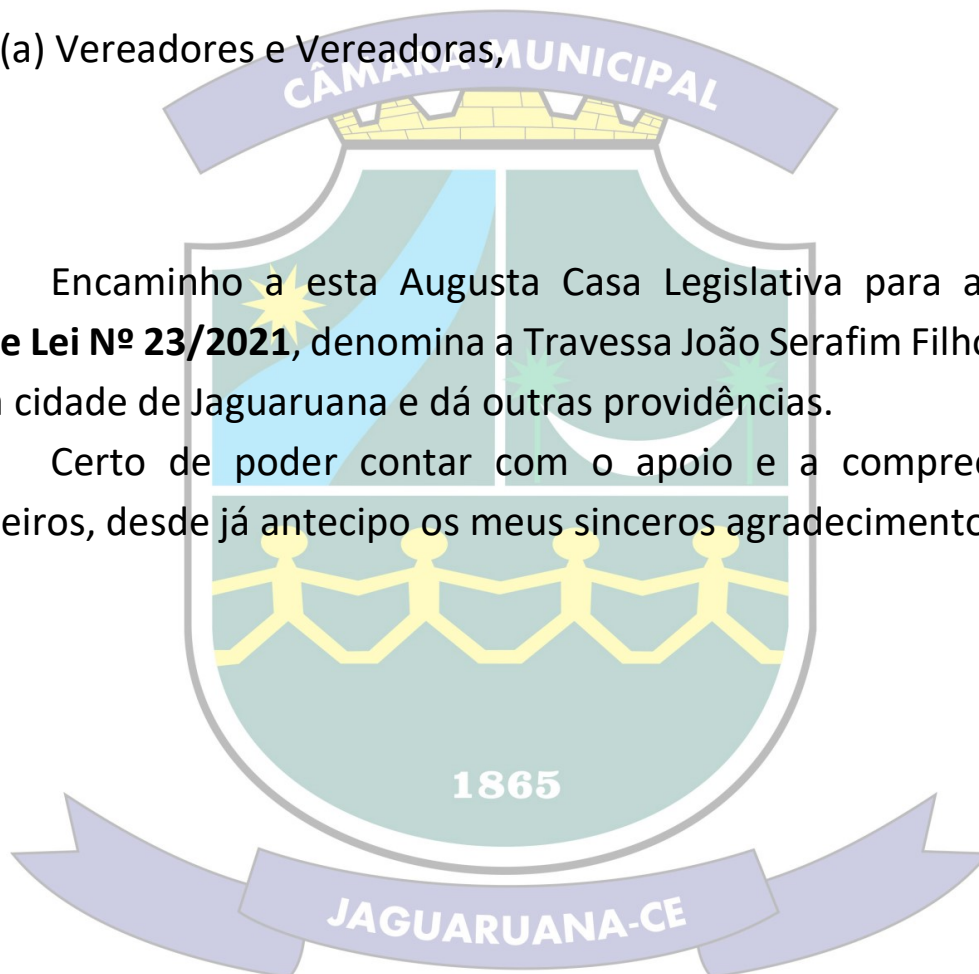 (a) Vereadores e Vereadoras,
CÂMARA MUNICIPAL
Encaminho a esta Augusta Casa Legislativa para a
e Lei Nº 23/2021, denomina a Travessa João Serafim Filho
cidade de Jaguaruana e dá outras providências.
Certo de poder contar com o apoio e a compre
eiros, desde já antecipo os meus sinceros agradecimento
1865
JAGUARUANA-CE